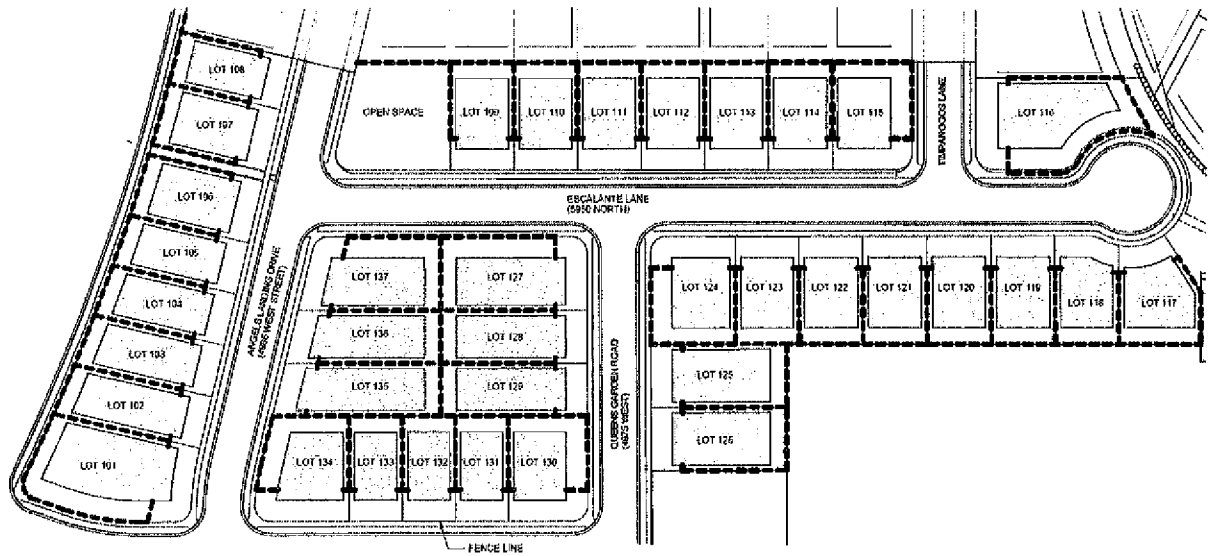 LOT 108
LOT 107
LOT 106
LOT 105
LOT 104
LOT 103
LOT 102
LOT 101
ANGELS LANDING DRIVE
OPEN SPACE
LOT 109
LOT 110
LOT 111
LOT 112
LOT 113
LOT 114
LOT 115
LOT 116
ESCALANTE LANE
(5950 NORTH)
LOT 137
LOT 127
LOT 136
LOT 128
LOT 135
LOT 129
LOT 134
LOT 133
LOT 132
LOT 131
LOT 130
QUEENS GARDEN ROAD
(4975 WEST)
LOT 124
LOT 123
LOT 122
LOT 121
LOT 120
LOT 119
LOT 118
LOT 117
LOT 125
LOT 126
FENCE LINE